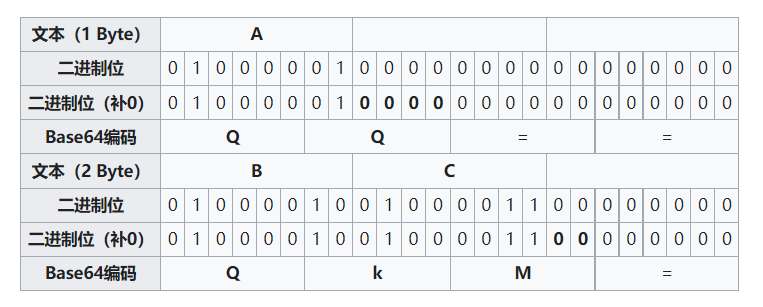 文本（1 Byte） A
二进制位 0 1 0 0 0 0 0 1 0 0 0 0 0 0 0 0 0 0 0 0 0 0 0 0
二进制位（补0） 0 1 0 0 0 0 0 1 0 0 0 0 0 0 0 0 0 0 0 0 0 0 0 0
Base64编码 Q Q = =
文本（2 Byte） B C
二进制位 0 1 0 0 0 0 1 0 0 1 0 0 0 0 1 1 0 0 0 0 0 0 0 0
二进制位（补0） 0 1 0 0 0 0 1 0 0 1 0 0 0 0 1 1 0 0 0 0 0 0 0 0
Base64编码 Q k M =